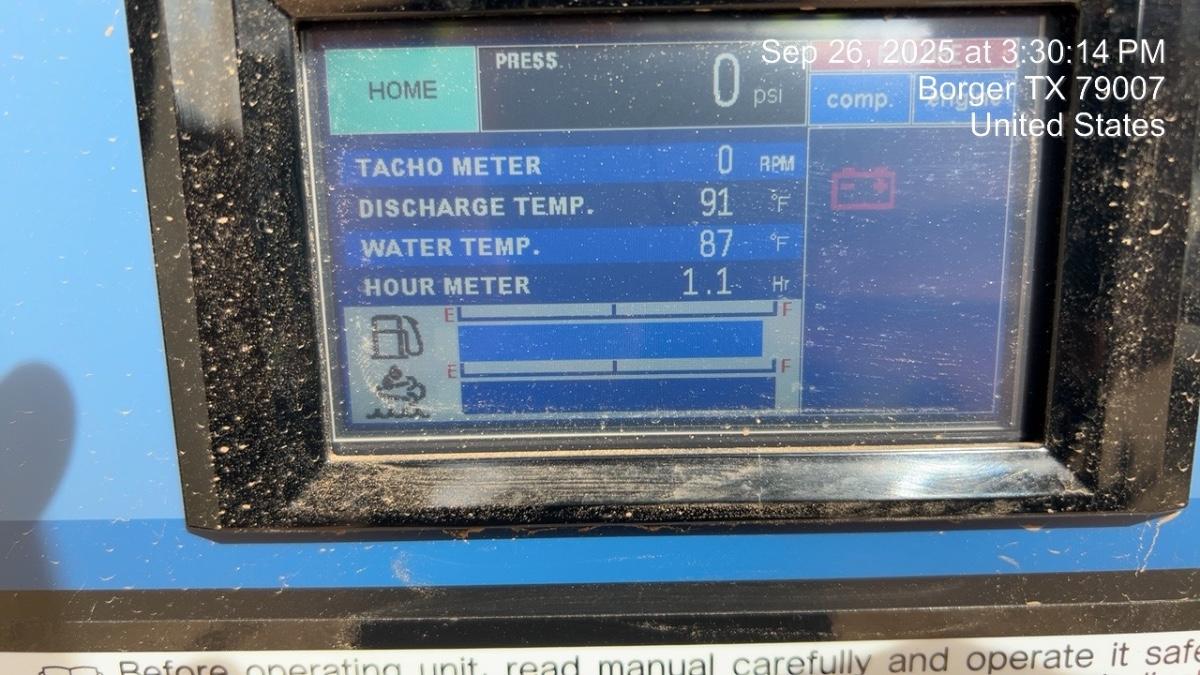 Sep 26, 2025 at 3:30:14 PM
Borger TX 79007
United States
HOME
PRESS.
0 psi
comp.
TACHO METER 0 RPM
DISCHARGE TEMP. 91 °F
WATER TEMP. 87 °F
HOUR METER 1.1 Hr
E F
E F
Before operating unit, read manual carefully and operate it